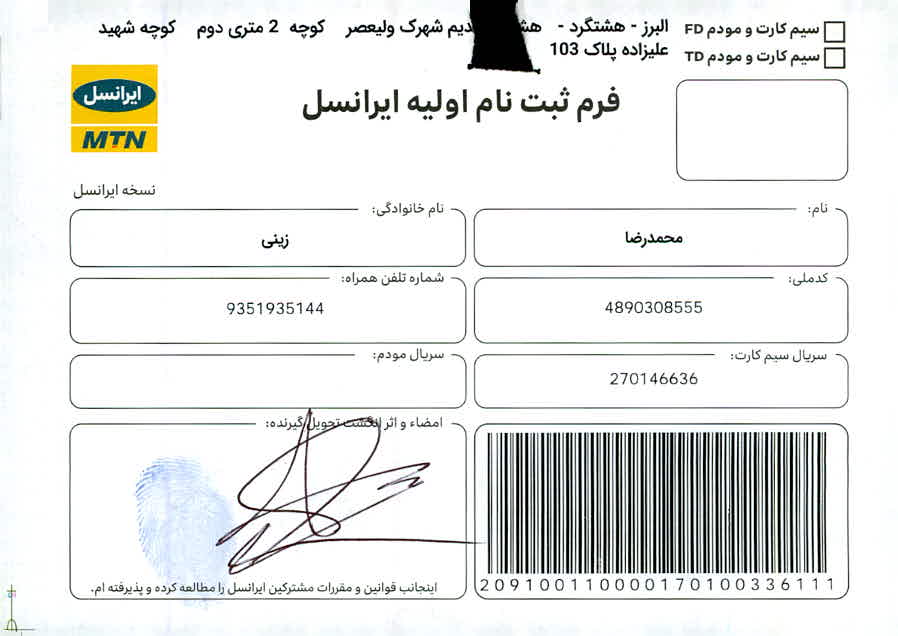 البرز - هشتگرد - هشتگرد قدیم شهرک ولیعصر کوچه 2 متری دوم کوچه شهید
علیزاده پلاک 103
سیم کارت و مودم FD
سیم کارت و مودم TD
ایرانسل
MTN
فرم ثبت نام اولیه ایرانسل
نسخه ایرانسل
نام:
محمدرضا
نام خانوادگی:
زینی
کدملی:
4890308555
شماره تلفن همراه:
9351935144
سریال سیم کارت:
270146636
سریال مودم:
امضاء و اثر انگشت تحویل گیرنده:
اینجانب قوانین و مقررات مشترکین ایرانسل را مطالعه کرده و پذیرفته ام.
20910011000017010033611​1